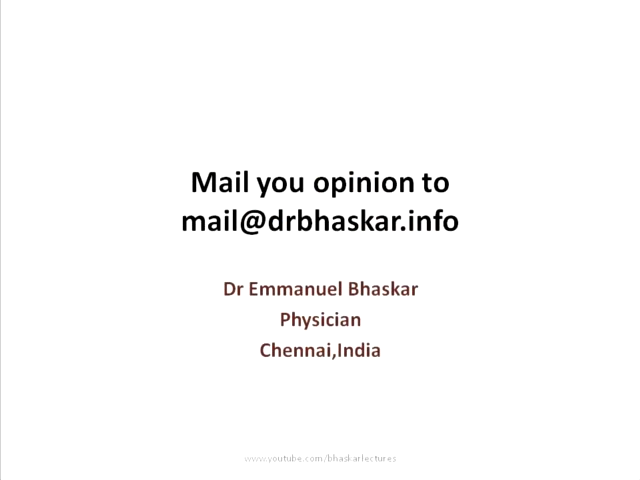 Mail you opinion to
mail@drbhaskar.info
Dr Emmanuel Bhaskar
Physician
Chennai,India
www.youtube.com/bhaskarlectures